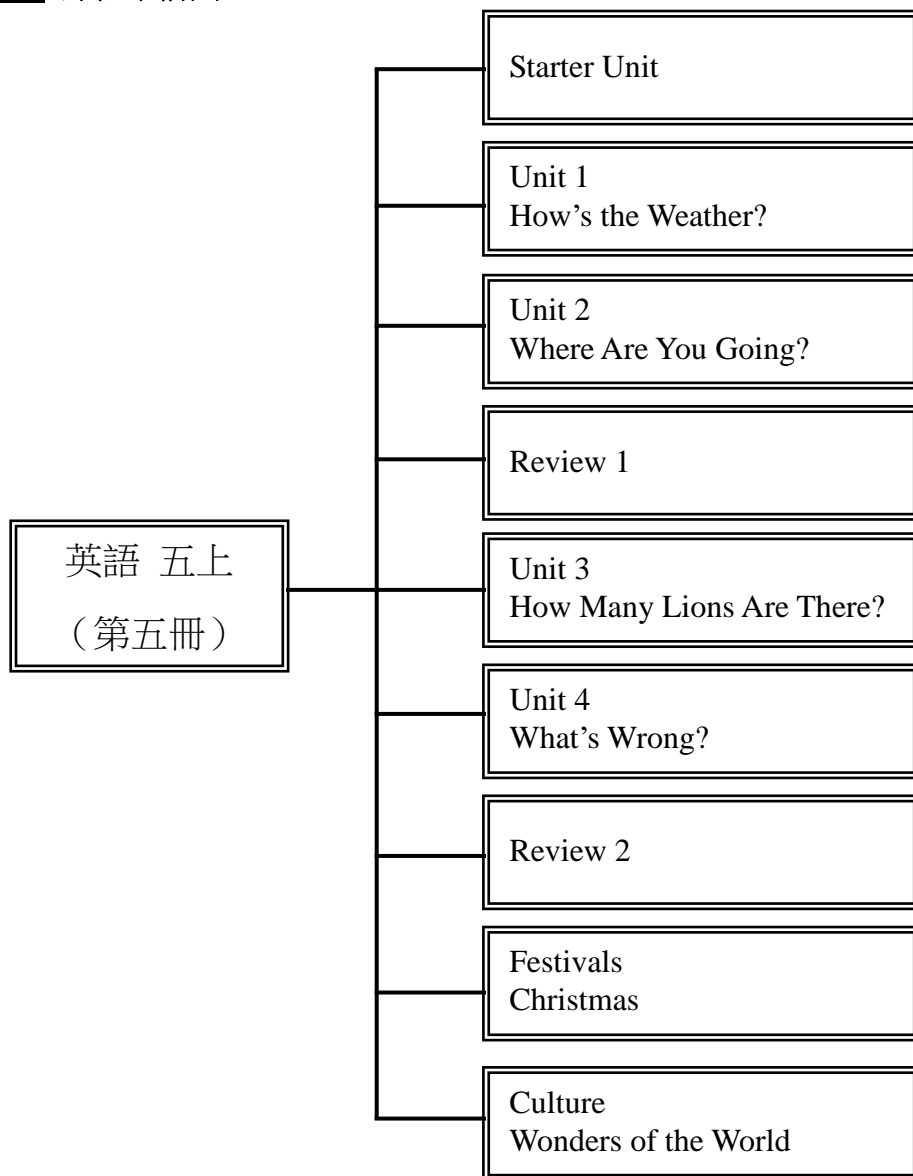 Starter Unit
Unit 1
How's the Weather?
Unit 2
Where Are You Going?
Review 1
英語 五上
（第五冊）
Unit 3
How Many Lions Are There?
Unit 4
What's Wrong?
Review 2
Festivals
Christmas
Culture
Wonders of the World